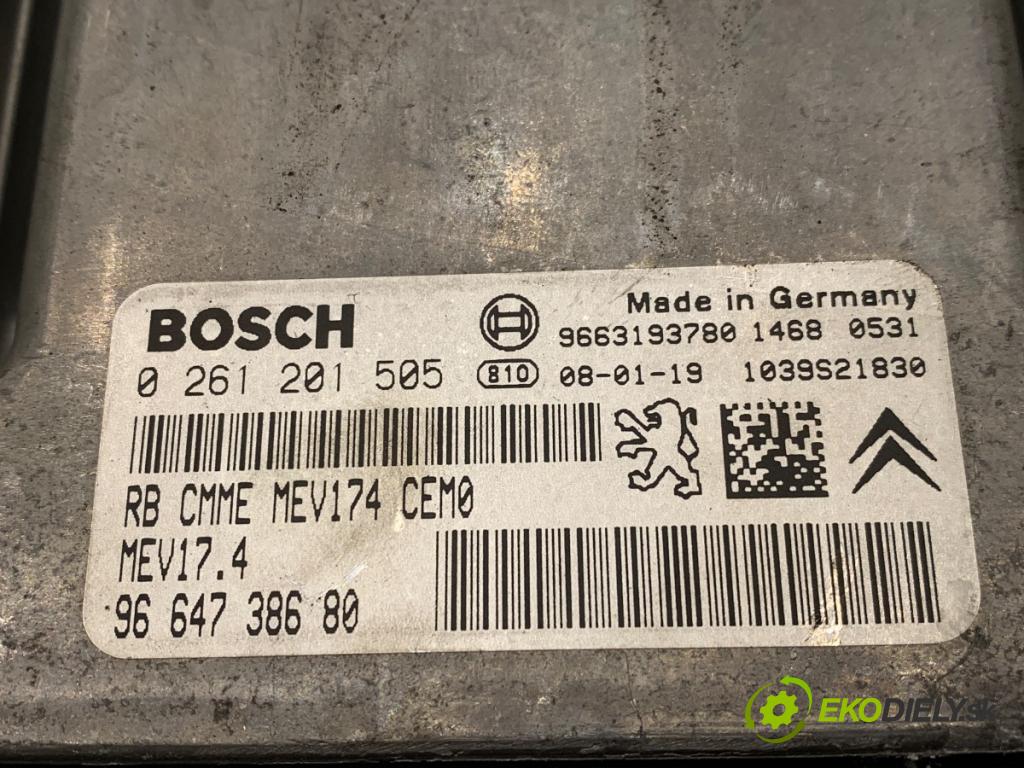 BOSCH
Made in Germany
9663193780 1468 0531
0 261 201 505
810 08-01-19 1039S21830
RB CMME MEV174 CEM0
MEV17.4
96 647 386 80
EKODIELY.sk